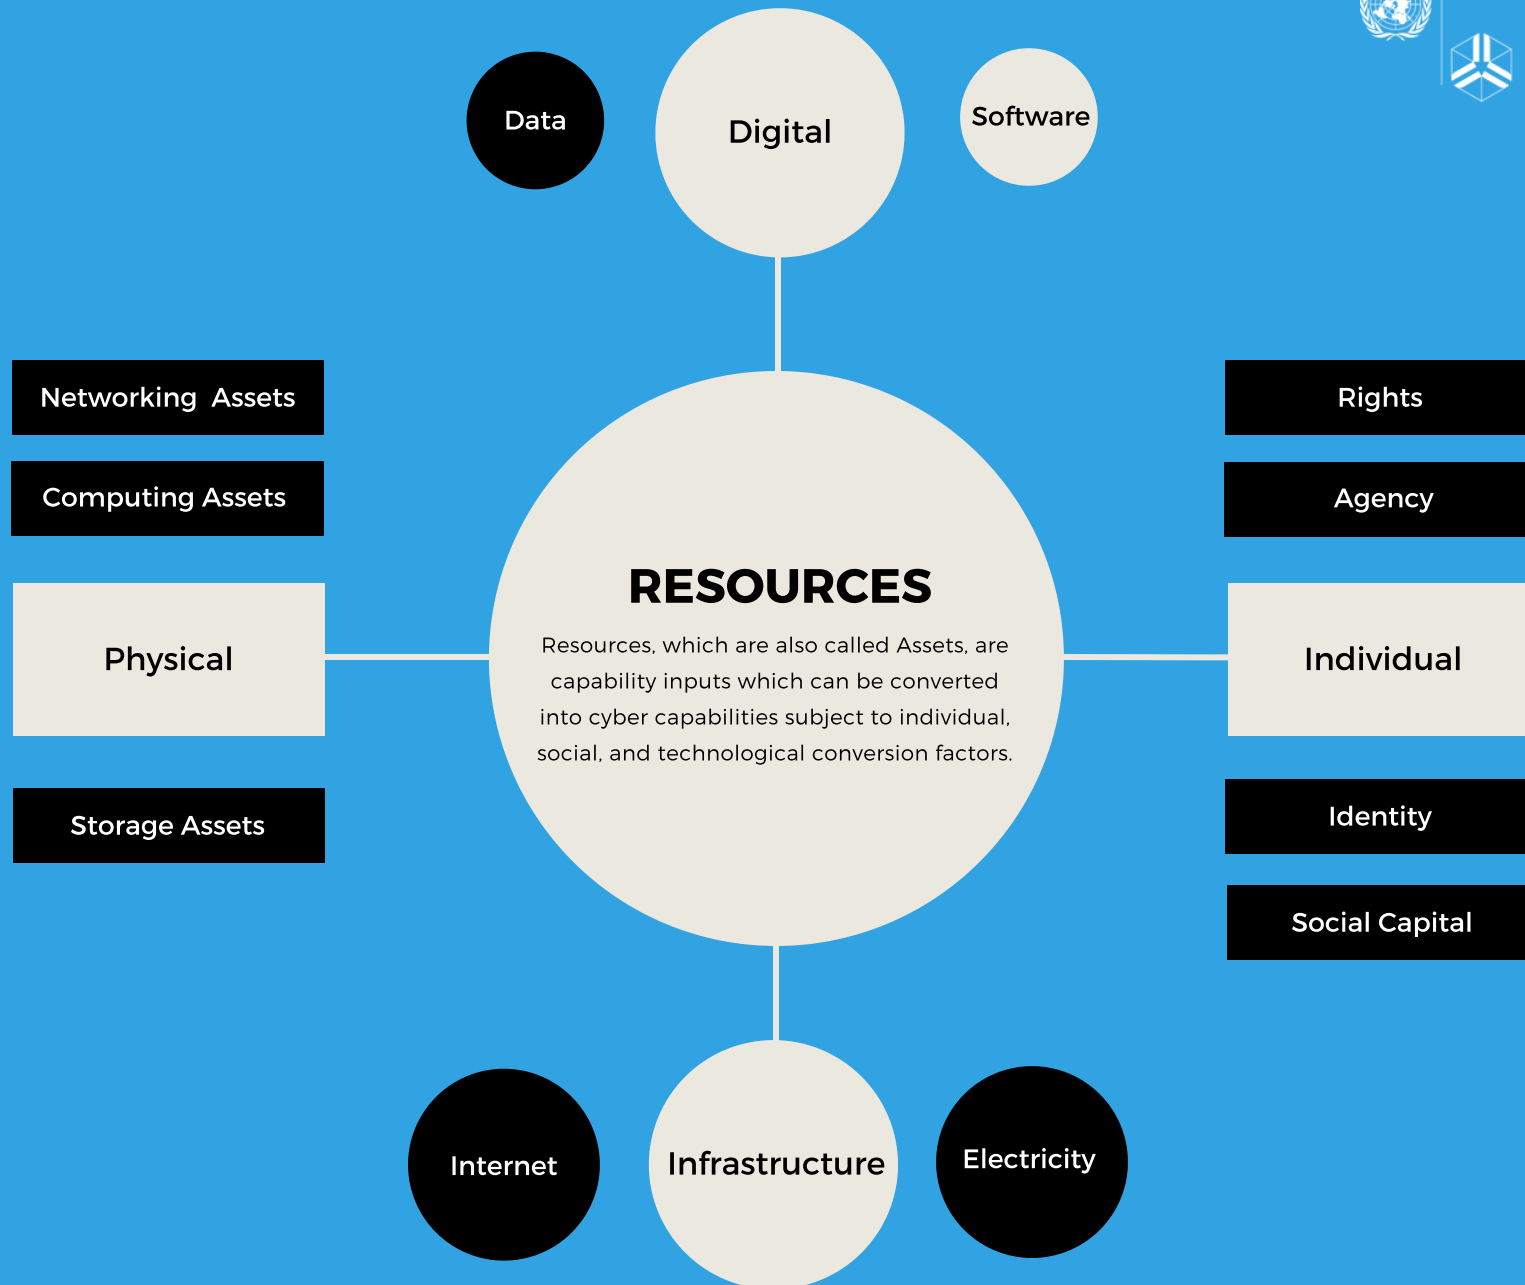 Data
Digital
Software
Networking Assets
Rights
Computing Assets
Agency
RESOURCES
Resources, which are also called Assets, are
capability inputs which can be converted
into cyber capabilities subject to individual,
social, and technological conversion factors.
Physical
Individual
Storage Assets
Identity
Social Capital
Internet
Infrastructure
Electricity